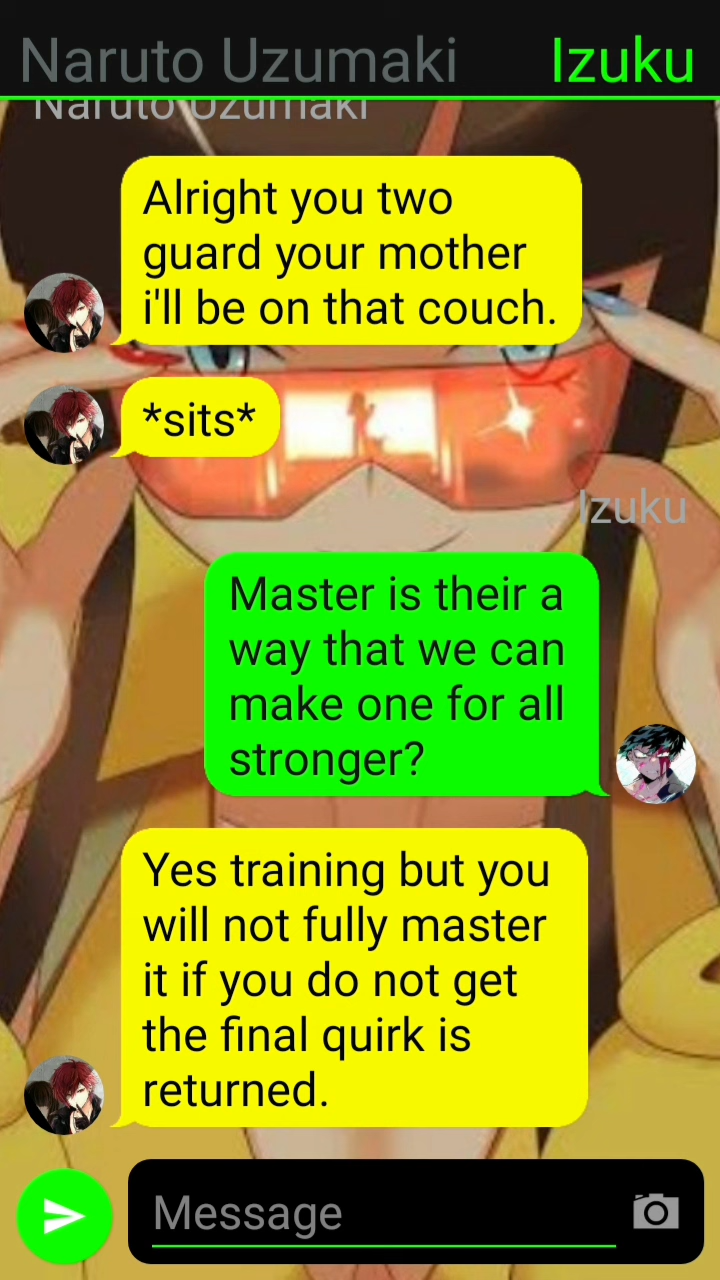 Naruto Uzumaki Izuku
Naruto Uzumaki
Alright you two
guard your mother
i'll be on that couch.
*sits*
Izuku
Master is their a
way that we can
make one for all
stronger?
Yes training but you
will not fully master
it if you do not get
the final quirk is
returned.
Message